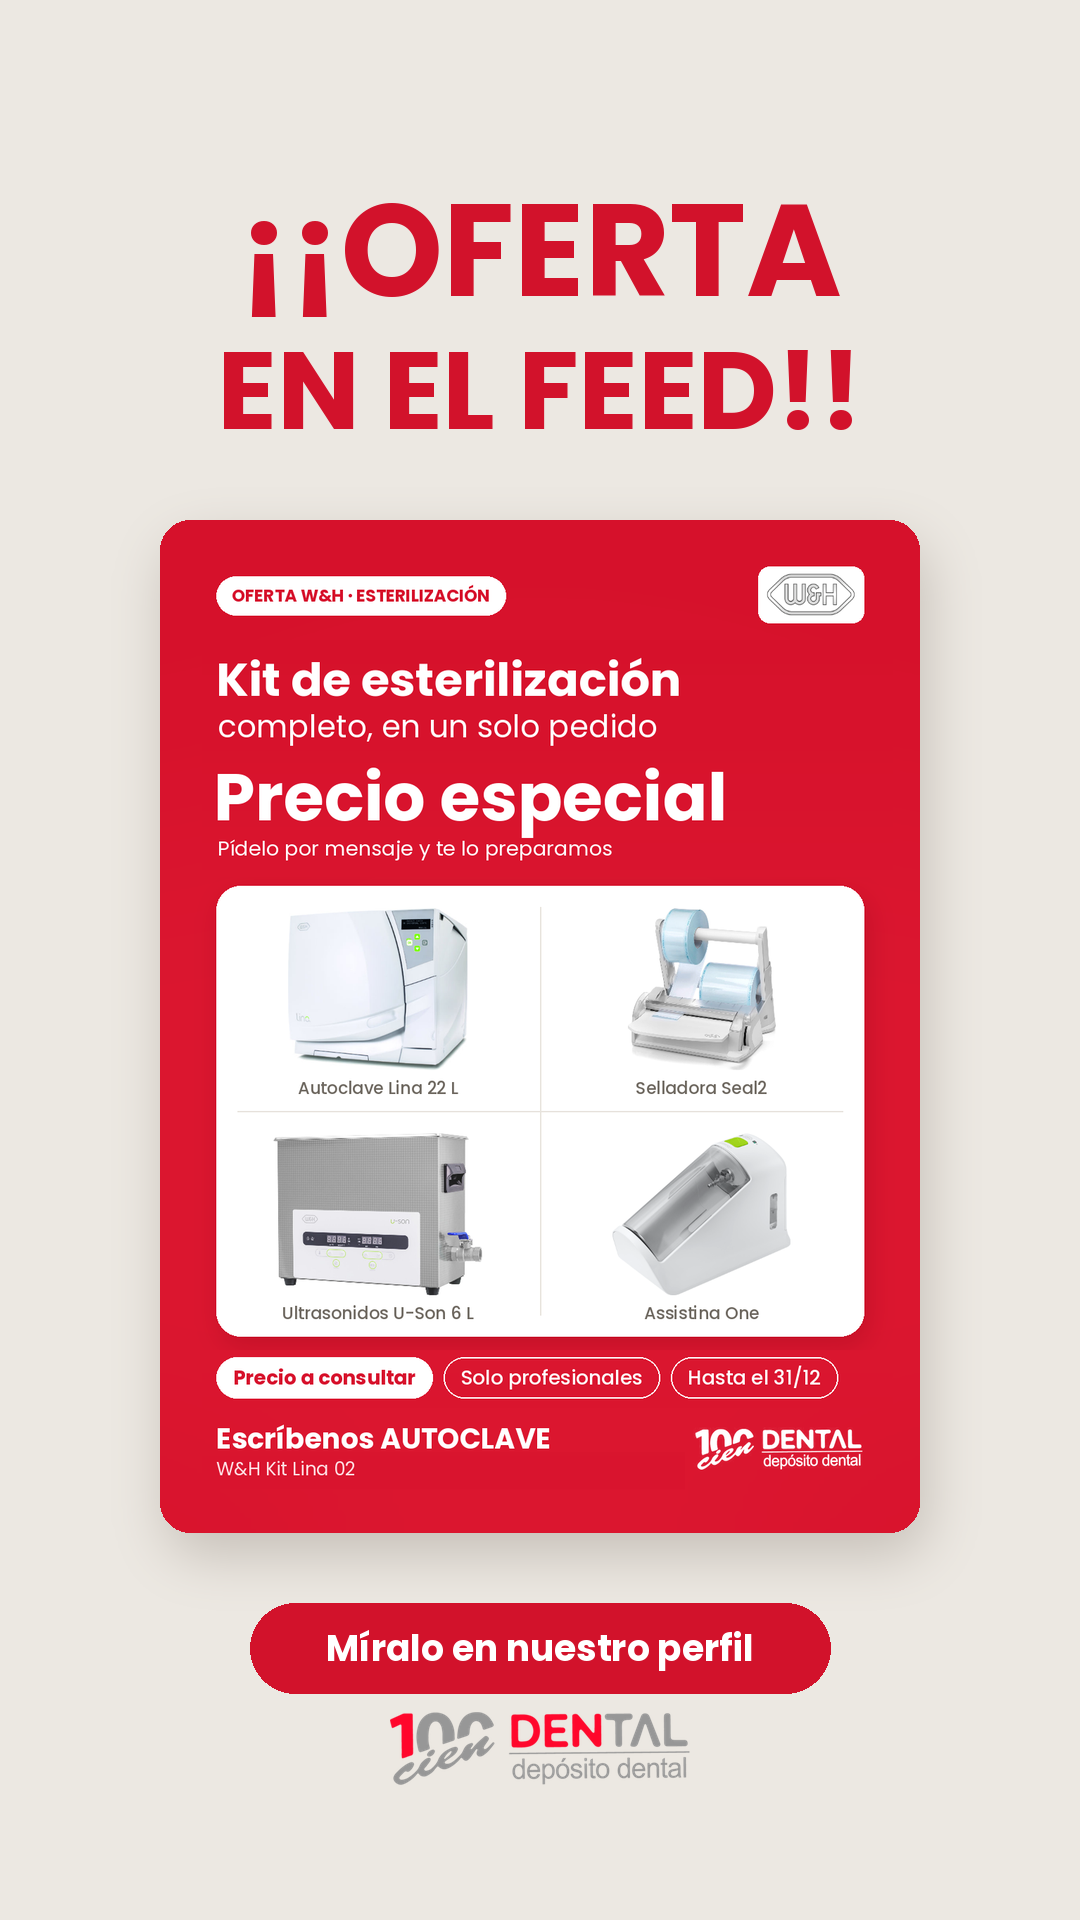 ¡¡OFERTA
EN EL FEED!!
OFERTA W&H · ESTERILIZACIÓN
W&H
Kit de esterilización
completo, en un solo pedido
Precio especial
Pídelo por mensaje y te lo preparamos
lina
Autoclave Lina 22 L
Selladora Seal2
U-son
Ultrasonidos U-Son 6 L
Assistina One
Precio a consultar
Solo profesionales
Hasta el 31/12
Escríbenos AUTOCLAVE
W&H Kit Lina 02
100 cien DENTAL
depósito dental
Míralo en nuestro perfil
100 cien DENTAL
depósito dental